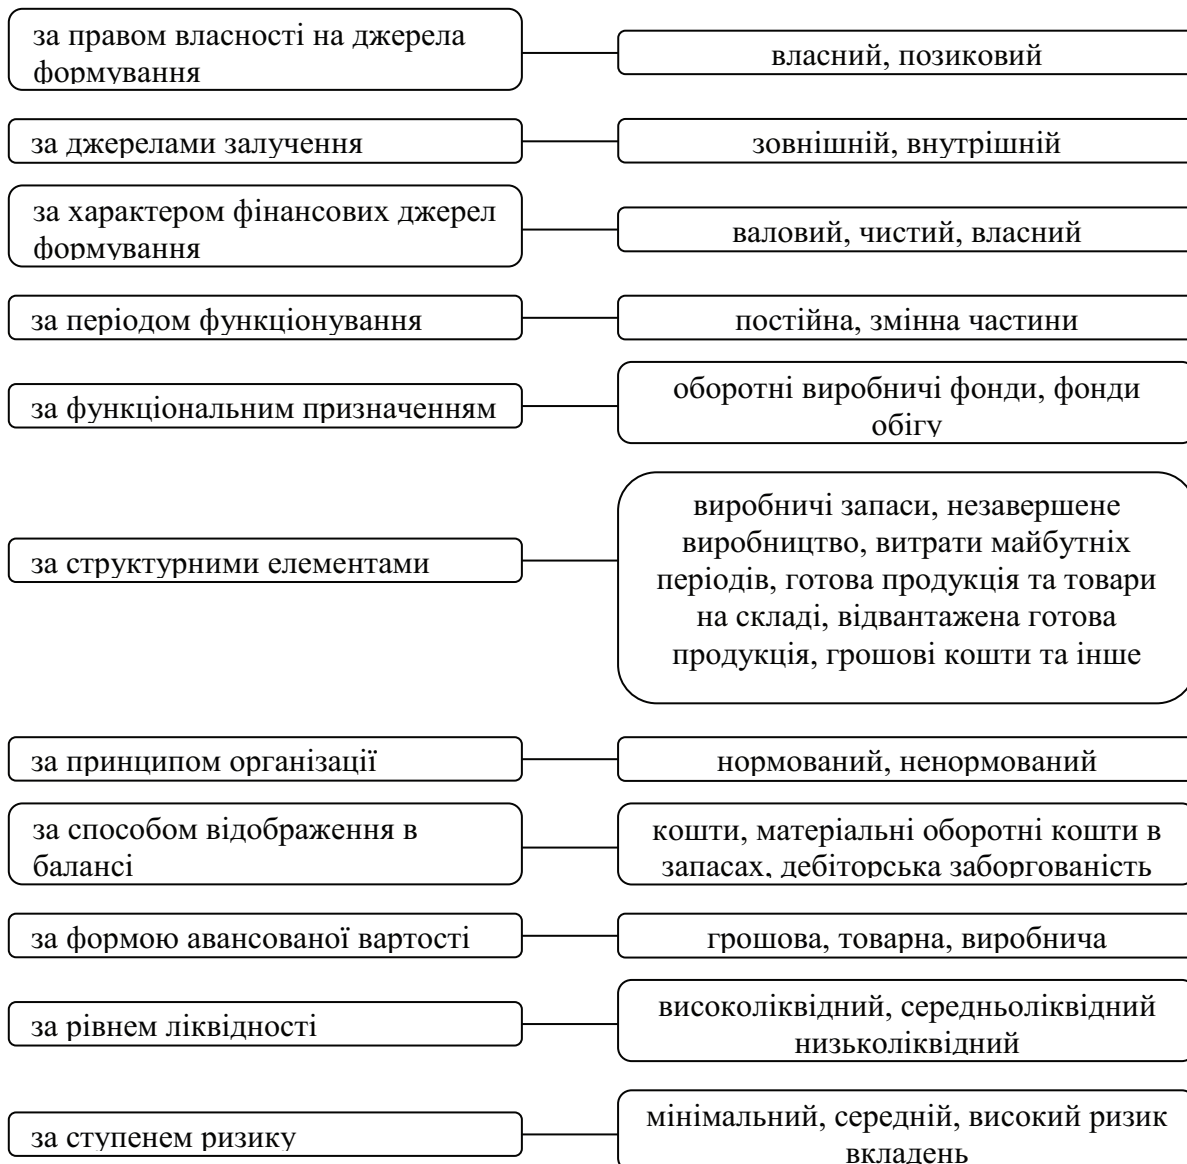 за правом власності на джерела
формування
власний, позиковий
за джерелами залучення
зовнішній, внутрішній
за характером фінансових джерел
формування
валовий, чистий, власний
за періодом функціонування
постійна, змінна частини
за функціональним призначенням
оборотні виробничі фонди, фонди
обігу
за структурними елементами
виробничі запаси, незавершене
виробництво, витрати майбутніх
періодів, готова продукція та товари
на складі, відвантажена готова
продукція, грошові кошти та інше
за принципом організації
нормований, ненормований
за способом відображення в
балансі
кошти, матеріальні оборотні кошти в
запасах, дебіторська заборгованість
за формою авансованої вартості
грошова, товарна, виробнича
за рівнем ліквідності
високоліквідний, середньоліквідний
низьколіквідний
за ступенем ризику
мінімальний, середній, високий ризик
вкладень